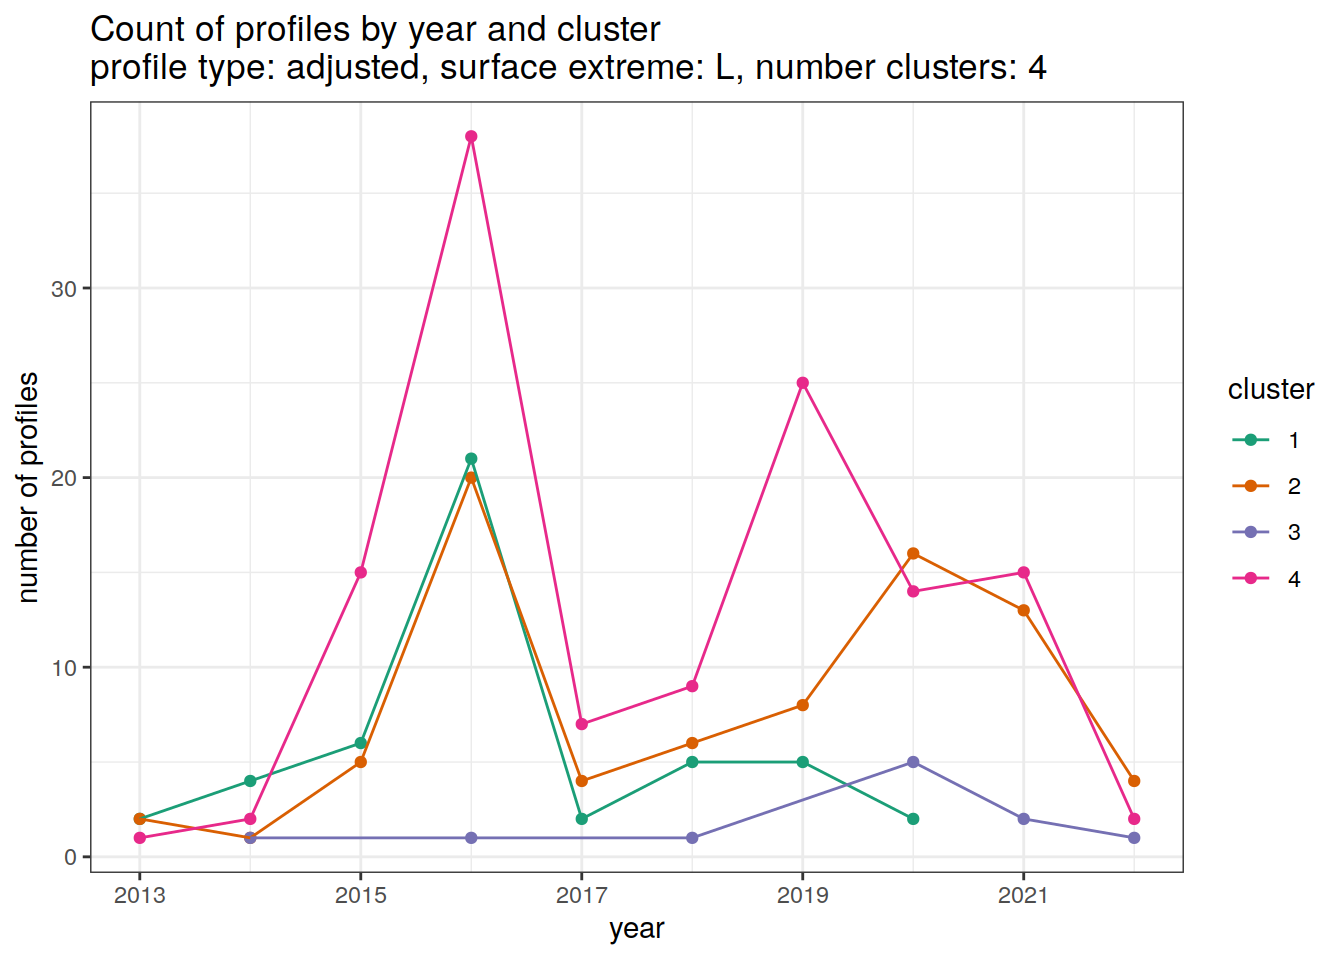 Count of profiles by year and cluster
profile type: adjusted, surface extreme: L, number clusters: 4
number of profiles
30
20
10
0
2013 2015 2017 2019 2021
year
cluster
1
2
3
4